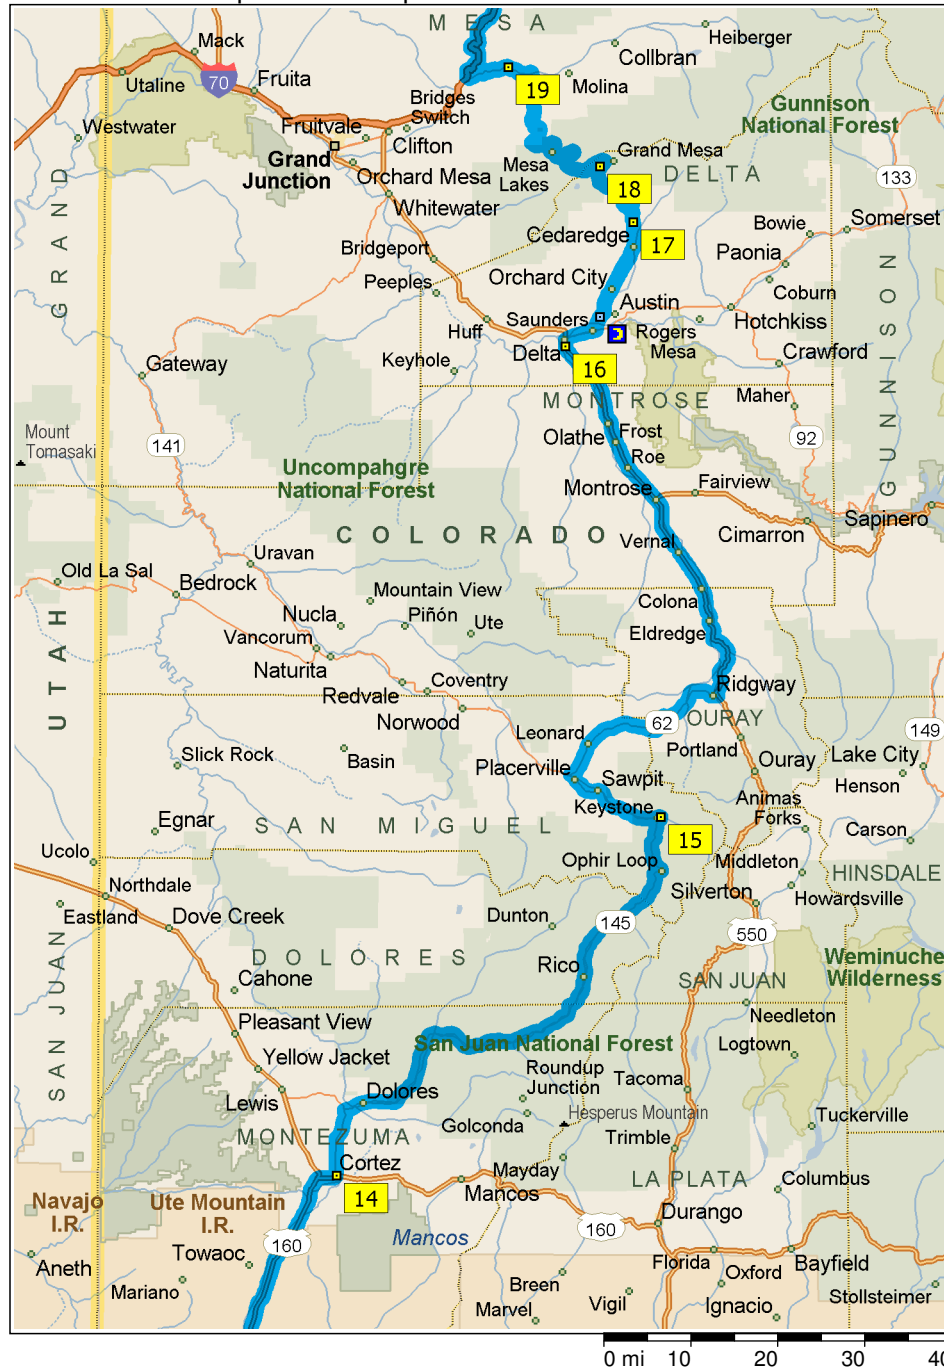 M E S A
Mack
Heiberger
Collbran
Utaline
70
Fruita
19
Molina
Bridges
Switch
Gunnison
National Forest
Westwater
Fruitvale
Clifton
Grand
Junction
Mesa
Lakes
Grand Mesa
DELTA
133
Orchard Mesa
18
Whitewater
GRAND
Cedaredge
17
Bowie
Somerset
Bridgeport
Paonia
Peeples
Orchard City
Coburn
Austin
Saunders
Huff
Rogers
Mesa
Hotchkiss
Delta
Keyhole
16
Crawford
Gateway
MONTROSE
Maher
GUNNISON
Mount
Tomasaki
141
Olathe
Frost
92
Roe
Uncompahgre
National Forest
Montrose
Fairview
COLORADO
Vernal
Cimarron
Sapinero
Uravan
Old La Sal
Bedrock
Mountain View
Colona
Nucla
Piñón
Ute
Eldredge
Vancorum
UTAH
Naturita
Redvale
Coventry
Ridgway
Norwood
62
OURAY
Leonard
149
Portland
Slick Rock
Basin
Ouray
Lake City
Placerville
Sawpit
Henson
Keystone
Animas
Forks
Egnar
SAN MIGUEL
15
Carson
Ucolo
Ophir Loop
Middleton
HINSDALE
Northdale
Silverton
Howardsville
Eastland
Dove Creek
Dunton
145
550
SAN JUAN
DOLORES
Rico
Weminuche
Wilderness
Cahone
SAN JUAN
Needleton
Pleasant View
San Juan National Forest
Logtown
Yellow Jacket
Roundup
Junction
Tacoma
Lewis
Dolores
Golconda
Hesperus Mountain
Tuckerville
MONTEZUMA
Trimble
Cortez
Mayday
LA PLATA
Columbus
14
Mancos
Navajo
I.R.
Ute Mountain
I.R.
Durango
160
Mancos
160
Towaoc
Aneth
Florida
Bayfield
Mariano
Breen
Oxford
Vigil
Stollsteimer
Marvel
Ignacio
0 mi 10 20 30 40